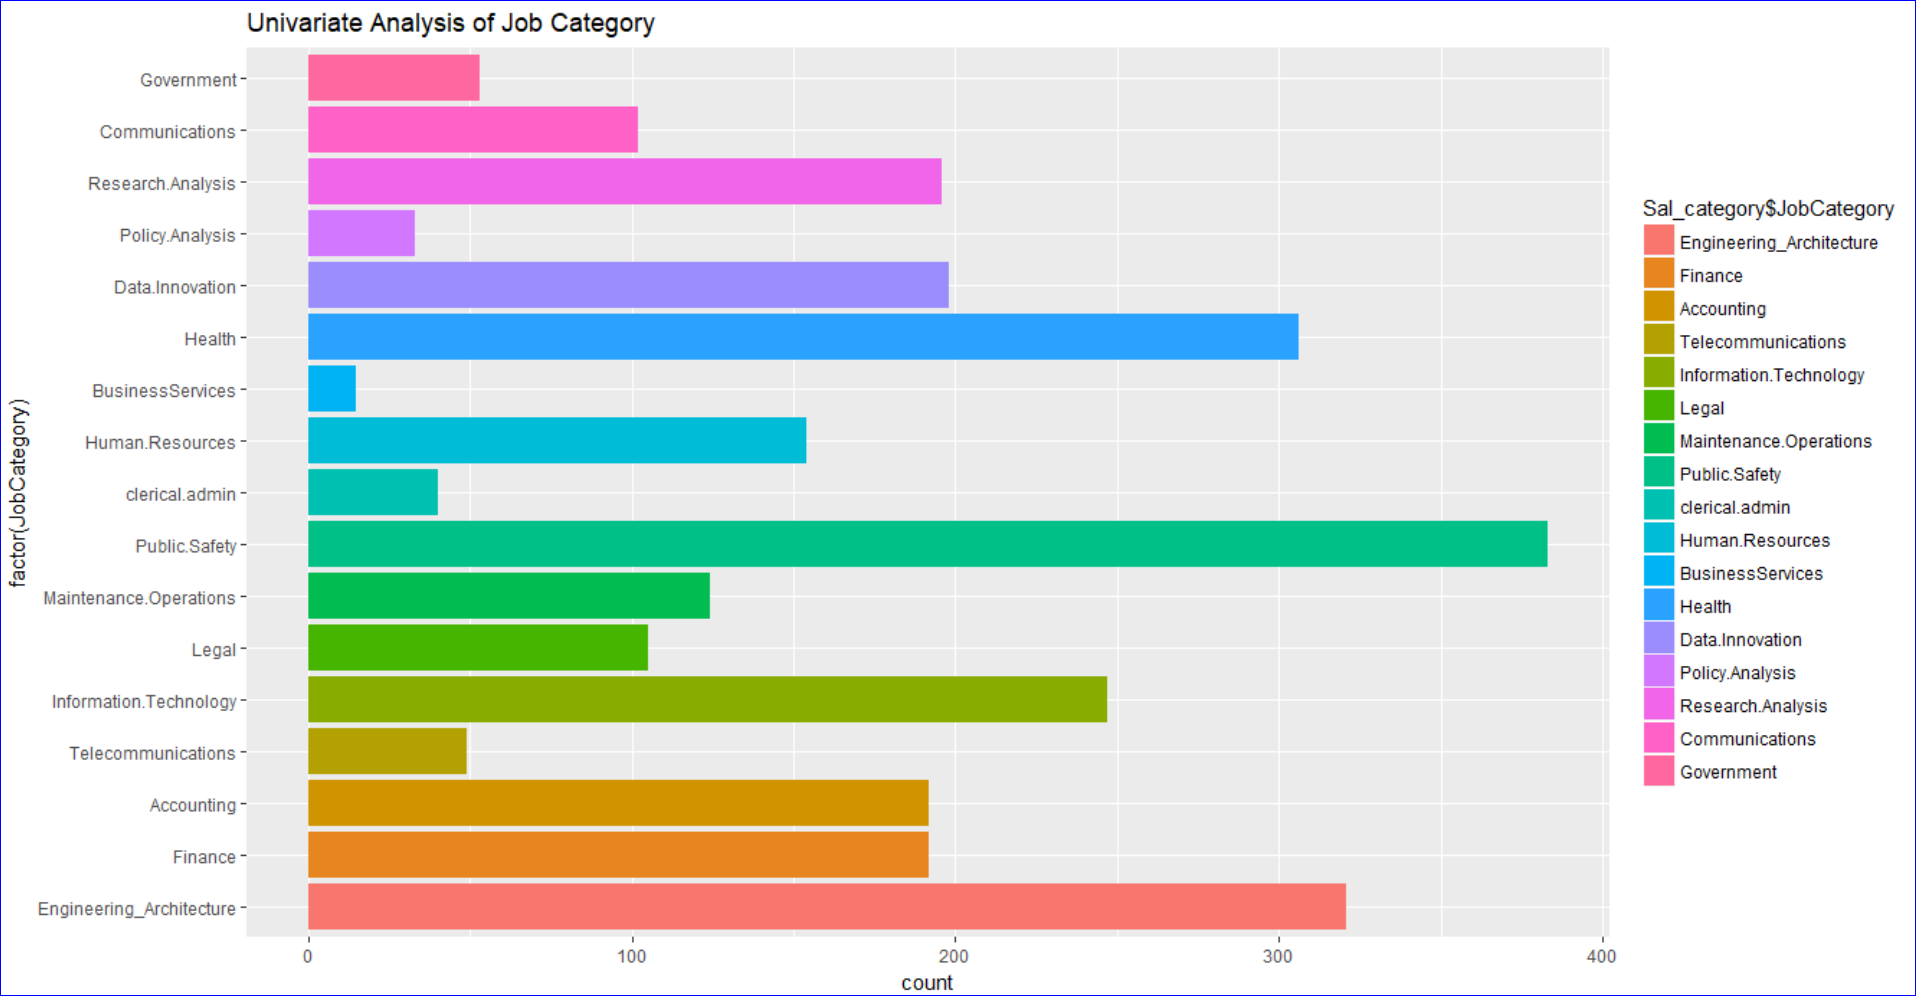 Univariate Analysis of Job Category
factor(JobCategory)
Government
Communications
Research.Analysis
Policy.Analysis
Data.Innovation
Health
BusinessServices
Human.Resources
clerical.admin
Public.Safety
Maintenance.Operations
Legal
Information.Technology
Telecommunications
Accounting
Finance
Engineering_Architecture
0 100 200 300 400
count
Sal_category$JobCategory
Engineering_Architecture
Finance
Accounting
Telecommunications
Information.Technology
Legal
Maintenance.Operations
Public.Safety
clerical.admin
Human.Resources
BusinessServices
Health
Data.Innovation
Policy.Analysis
Research.Analysis
Communications
Government